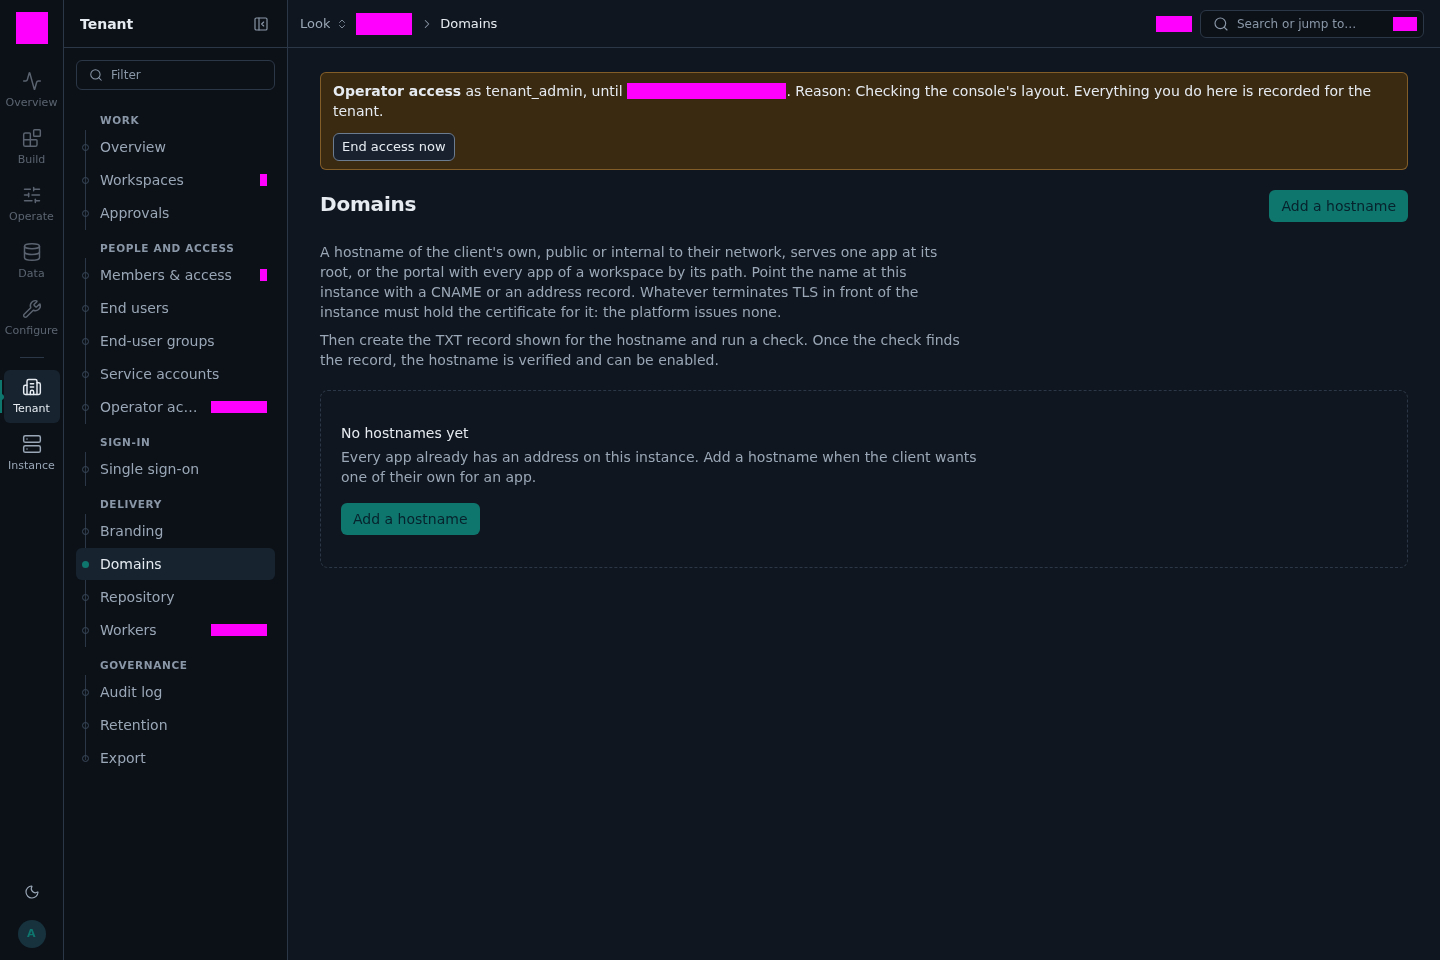 Tenant
Look
Domains
Search or jump to…
Overview
Build
Operate
Data
Configure
Tenant
Instance
A
Filter
WORK
Overview
Workspaces
Approvals
PEOPLE AND ACCESS
Members & access
End users
End-user groups
Service accounts
Operator ac…
SIGN-IN
Single sign-on
DELIVERY
Branding
Domains
Repository
Workers
GOVERNANCE
Audit log
Retention
Export
Operator access as tenant_admin, until . Reason: Checking the console's layout. Everything you do here is recorded for the
tenant.
End access now
Domains
Add a hostname
A hostname of the client's own, public or internal to their network, serves one app at its
root, or the portal with every app of a workspace by its path. Point the name at this
instance with a CNAME or an address record. Whatever terminates TLS in front of the
instance must hold the certificate for it: the platform issues none.
Then create the TXT record shown for the hostname and run a check. Once the check finds
the record, the hostname is verified and can be enabled.
No hostnames yet
Every app already has an address on this instance. Add a hostname when the client wants
one of their own for an app.
Add a hostname